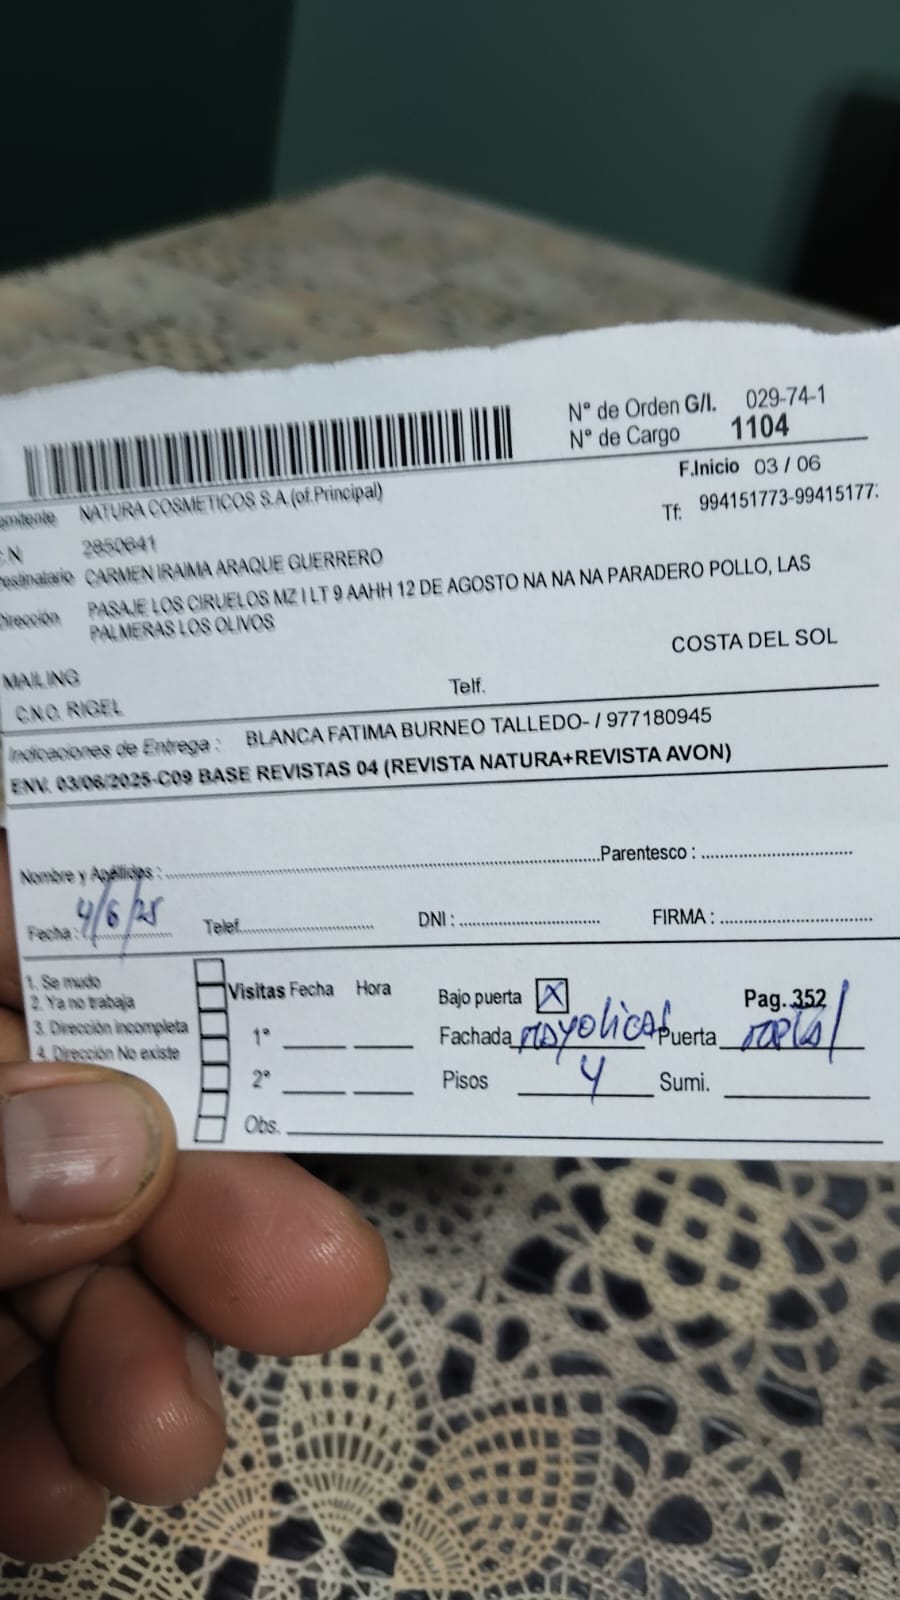 N° de Orden G/I. 029-74-1
N° de Cargo 1104
F.Inicio 03 / 06
emitente NATURA COSMETICOS S.A (of.Principal)
Tf: 994151773-99415177
.N 2850641
estinatario CARMEN IRAIMA ARAQUE GUERRERO
Dirección PASAJE LOS CIRUELOS MZ I LT 9 AAHH 12 DE AGOSTO NA NA NA PARADERO POLLO, LAS
PALMERAS LOS OLIVOS
COSTA DEL SOL
MAILING
Telf.
C.N.O. RIGEL
Indicaciones de Entrega : BLANCA FATIMA BURNEO TALLEDO- / 977180945
ENV. 03/06/2025-C09 BASE REVISTAS 04 (REVISTA NATURA+REVISTA AVON)
Nombre y Apellidos : Parentesco :
Fecha : 4/6/25 Telef. DNI : FIRMA :
1. Se mudo
2. Ya no trabaja
3. Dirección incompleta
4. Dirección No existe
Visitas Fecha Hora
1°
2°
Obs.
Bajo puerta X Pag. 352
Fachada mayolicas Puerta
Pisos 4 Sumi.